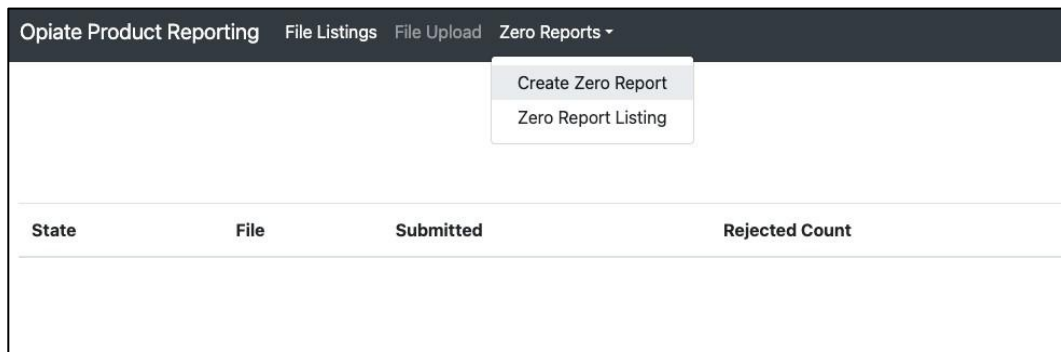 Opiate Product Reporting File Listings File Upload Zero Reports
Create Zero Report
Zero Report Listing
State File Submitted Rejected Count